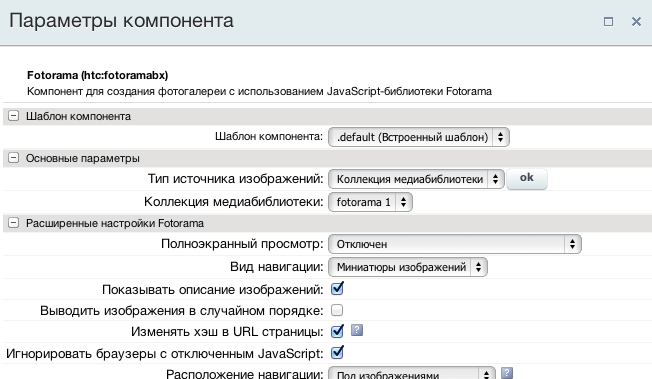 Параметры компонента
Fotorama (htc:fotoramabx)
Компонент для создания фотогалереи с использованием JavaScript-библиотеки Fotorama
Шаблон компонента
Шаблон компонента: .default (Встроенный шаблон)
Основные параметры
Тип источника изображений: Коллекция медиабиблиотеки ok
Коллекция медиабиблиотеки: fotorama 1
Расширенные настройки Fotorama
Полноэкранный просмотр: Отключен
Вид навигации: Миниатюры изображений
Показывать описание изображений:
Выводить изображения в случайном порядке:
Изменять хэш в URL страницы: ?
Игнорировать браузеры с отключенным JavaScript:
Расположение навигации: Под изображениями ?